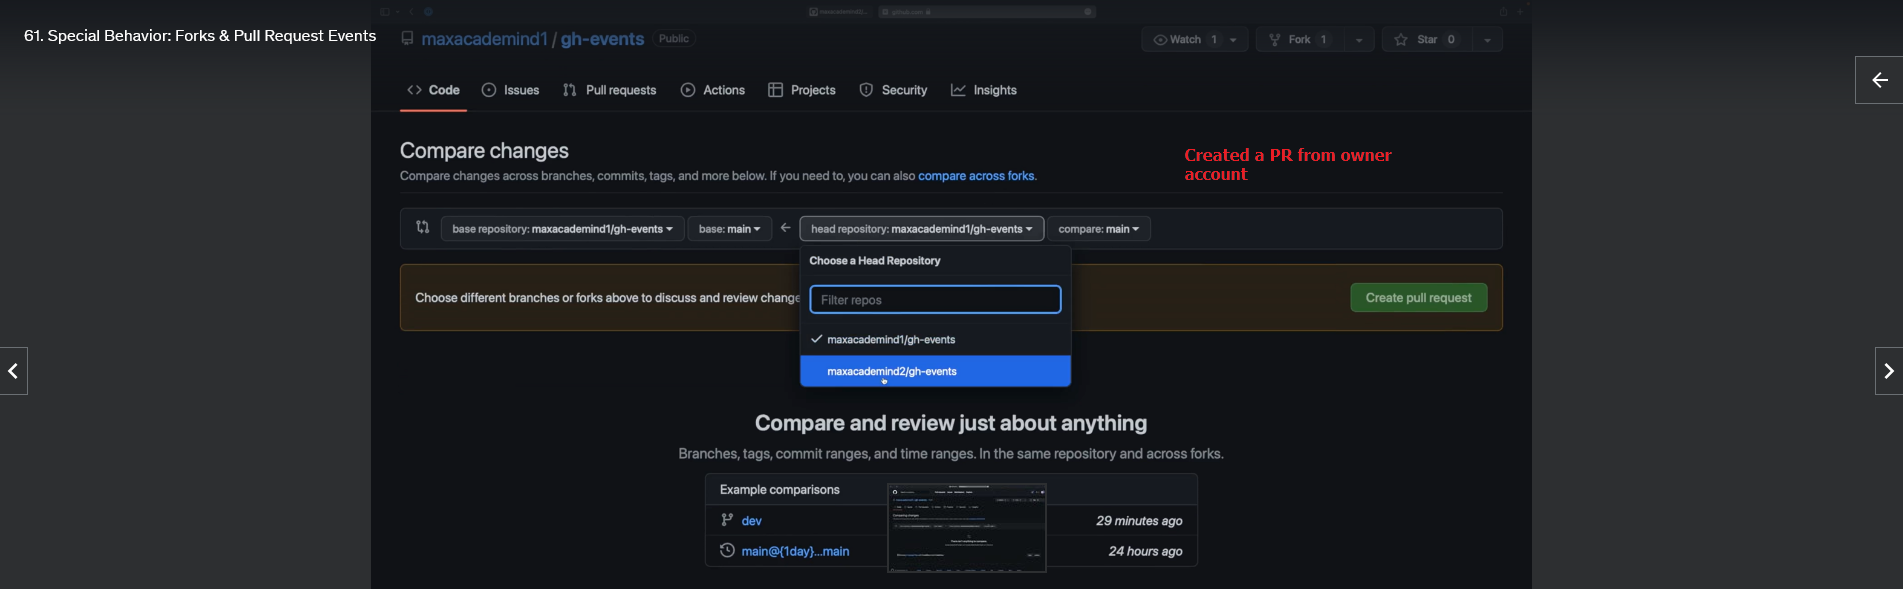 maxacademind2/...
github.com
61. Special Behavior: Forks & Pull Request Events
maxacademind1 / gh-events Public
Watch 1
Fork 1
Star 0
Code
Issues
Pull requests
Actions
Projects
Security
Insights
Compare changes
Compare changes across branches, commits, tags, and more below. If you need to, you can also compare across forks.
Created a PR from owner
account
base repository: maxacademind1/gh-events
base: main
head repository: maxacademind1/gh-events
compare: main
Choose a Head Repository
Choose different branches or forks above to discuss and review change
Filter repos
Create pull request
maxacademind1/gh-events
maxacademind2/gh-events
Compare and review just about anything
Branches, tags, commit ranges, and time ranges. In the same repository and across forks.
Example comparisons
dev
29 minutes ago
main@{1day}...main
24 hours ago